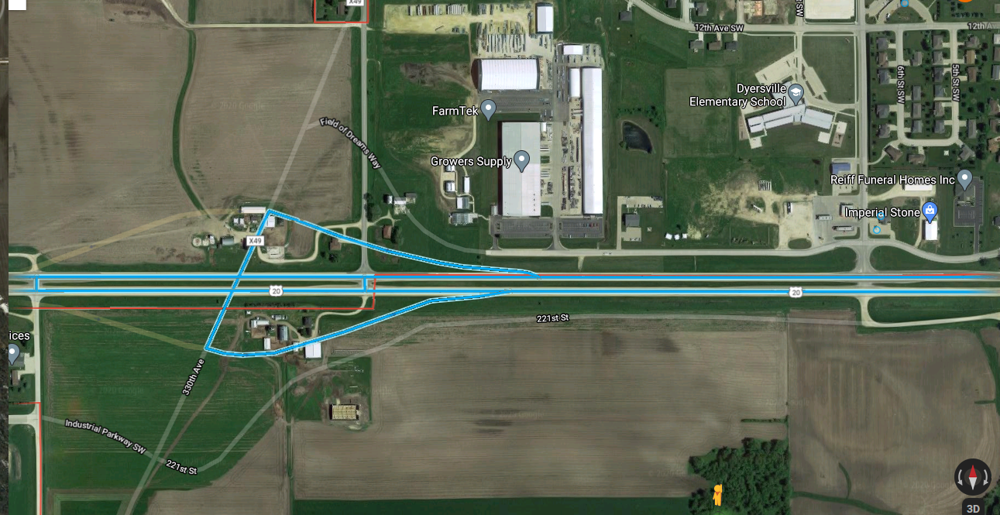 X49
12th Ave SW
12th A
Dyersville
Elementary School
6th St SW
5th St SW
FarmTek
Field of Dreams Way
Growers Supply
Reiff Funeral Homes Inc
Imperial Stone
X49
20
20
221st St
ices
330th Ave
Industrial Parkway SW
221st St
3D